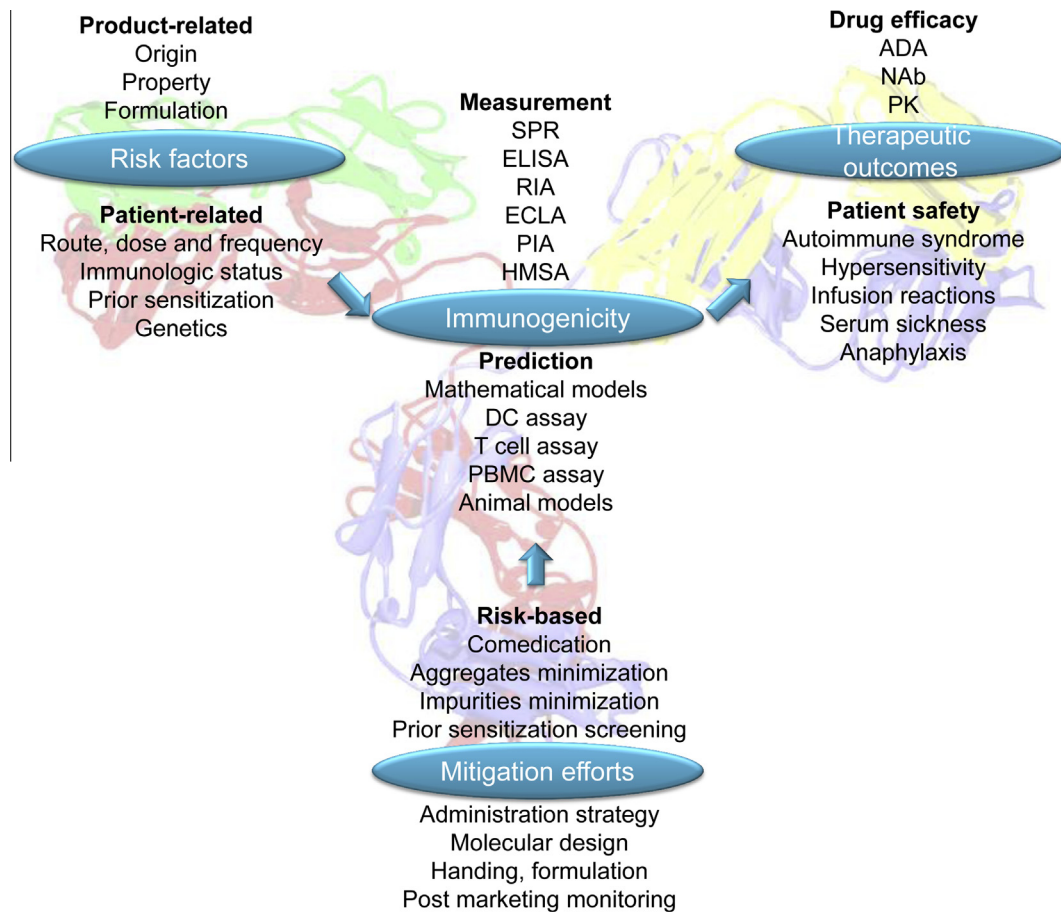 Product-related
Origin
Property
Formulation
Risk factors
Patient-related
Route, dose and frequency
Immunologic status
Prior sensitization
Genetics
Measurement
SPR
ELISA
RIA
ECLA
PIA
HMSA
Immunogenicity
Prediction
Mathematical models
DC assay
T cell assay
PBMC assay
Animal models
Drug efficacy
ADA
NAb
PK
Therapeutic
outcomes
Patient safety
Autoimmune syndrome
Hypersensitivity
Infusion reactions
Serum sickness
Anaphylaxis
Risk-based
Comedication
Aggregates minimization
Impurities minimization
Prior sensitization screening
Mitigation efforts
Administration strategy
Molecular design
Handing, formulation
Post marketing monitoring